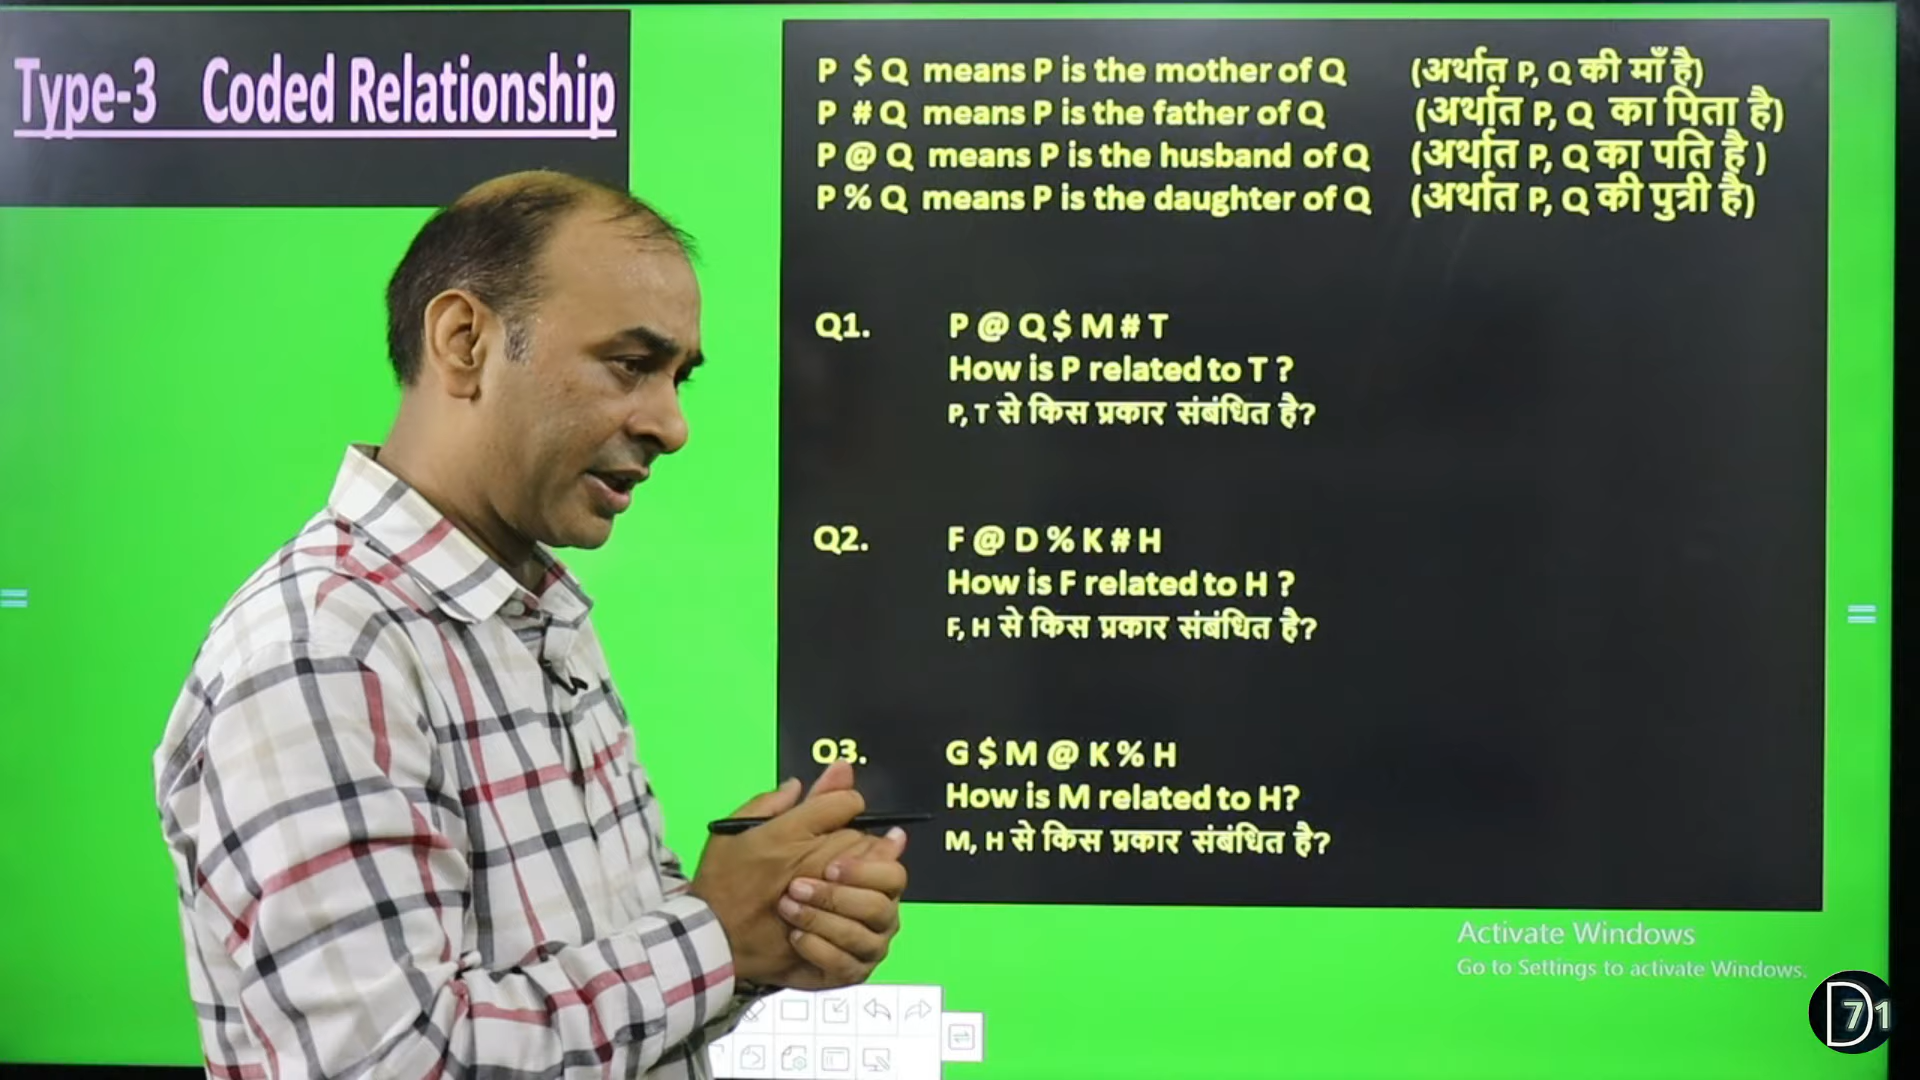 Type-3 Coded Relationship
P $ Q means P is the mother of Q (अर्थात P, Q की माँ है)
P # Q means P is the father of Q (अर्थात P, Q का पिता है)
P @ Q means P is the husband of Q (अर्थात P, Q का पति है )
P % Q means P is the daughter of Q (अर्थात P, Q की पुत्री है)
Q1. P @ Q $ M # T
How is P related to T ?
P, T से किस प्रकार संबंधित है?
Q2. F @ D % K # H
How is F related to H ?
F, H से किस प्रकार संबंधित है?
Q3. G $ M @ K % H
How is M related to H?
M, H से किस प्रकार संबंधित है?
Activate Windows
Go to Settings to activate Windows.
D 71